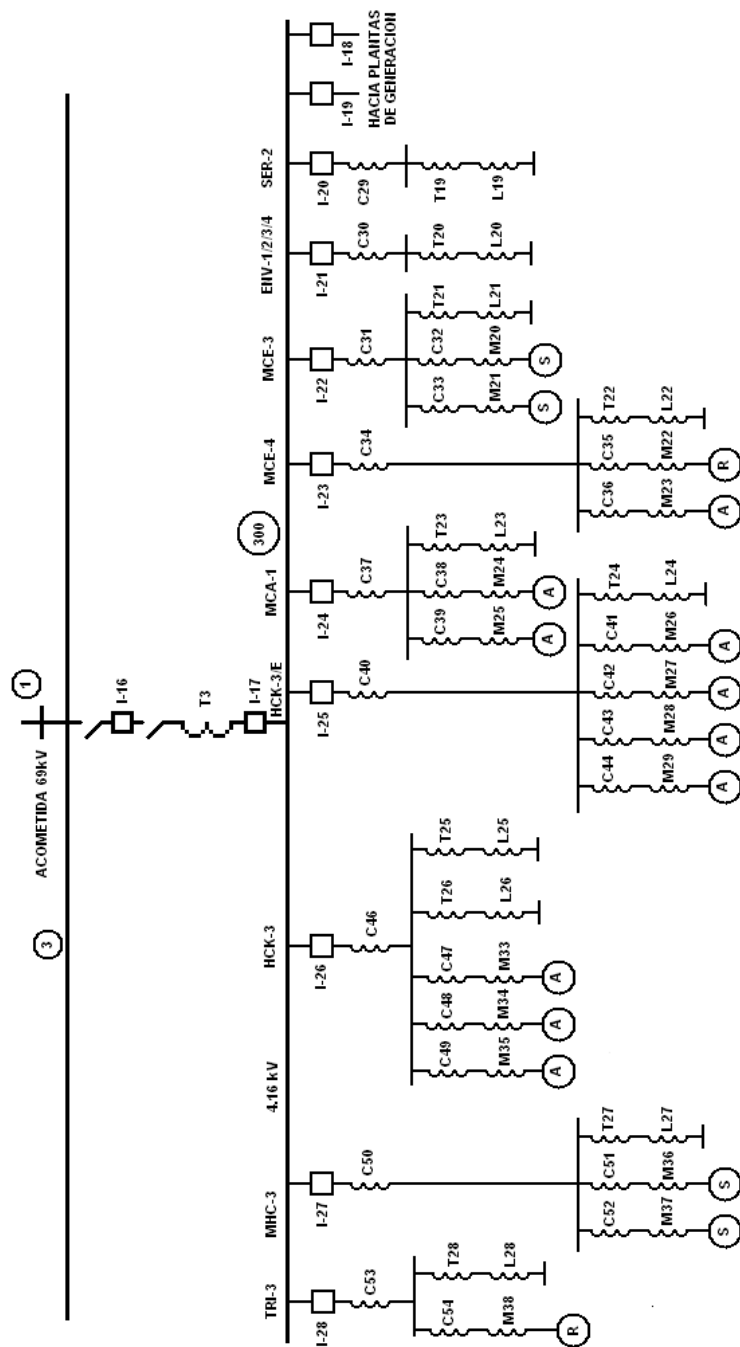 1
ACOMETIDA 69kV
3
I-16
T3
I-17
TRI-3
MHC-3
4.16 kV
HCK-3
HCK-3/E
MCA-1
300
MCE-4
MCE-3
ENV-1/2/3/4
SER-2
I-28
I-27
I-26
I-25
I-24
I-23
I-22
I-21
I-20
I-19
I-18
HACIA PLANTAS
DE GENERACION
C53
C50
C46
C40
C37
C34
C31
C30
C29
C54
T28
C49
C48
C47
T26
T25
C39
C38
T23
C33
C32
T21
T20
T19
M38
L28
M35
M34
M33
L26
L25
M25
M24
L23
M21
M20
L21
L20
L19
R
A
A
A
A
A
S
S
C52
C51
T27
C44
C43
C42
C41
T24
C36
C35
T22
M37
M36
L27
M29
M28
M27
M26
L24
M23
M22
L22
S
S
A
A
A
A
A
R